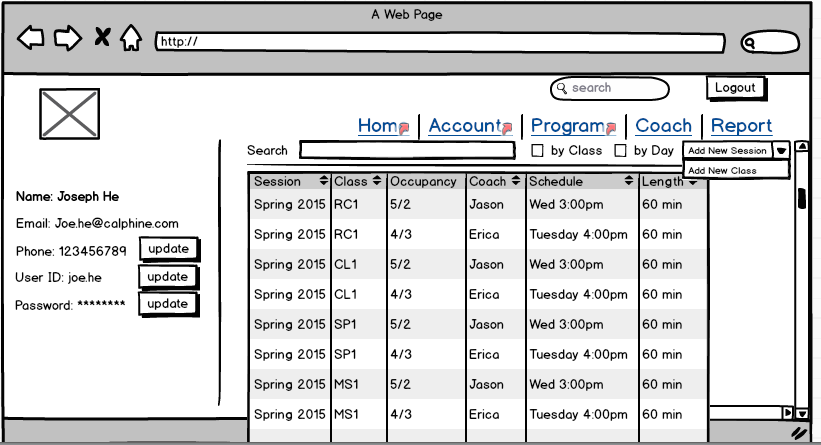 A Web Page
http://
search
Logout
Home Account Program Coach Report
Search by Class by Day Add New Session
Add New Class
Name: Joseph He
Email: Joe.he@calphine.com
Phone: 123456789 update
User ID: joe.he update
Password: ******** update
Session Class Occupancy Coach Schedule Length
Spring 2015 RC1 5/2 Jason Wed 3:00pm 60 min
Spring 2015 RC1 4/3 Erica Tuesday 4:00pm 60 min
Spring 2015 CL1 5/2 Jason Wed 3:00pm 60 min
Spring 2015 CL1 4/3 Erica Tuesday 4:00pm 60 min
Spring 2015 SP1 5/2 Jason Wed 3:00pm 60 min
Spring 2015 SP1 4/3 Erica Tuesday 4:00pm 60 min
Spring 2015 MS1 5/2 Jason Wed 3:00pm 60 min
Spring 2015 MS1 4/3 Erica Tuesday 4:00pm 60 min